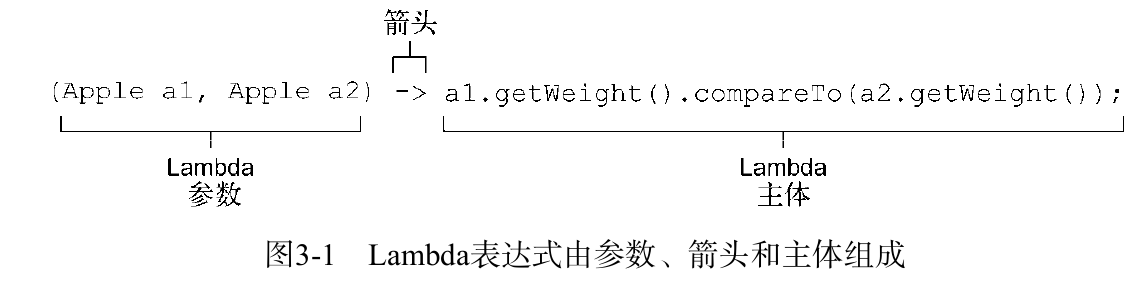 箭头
(Apple a1, Apple a2) -> a1.getWeight().compareTo(a2.getWeight());
Lambda
参数
Lambda
主体
图3-1 Lambda表达式由参数、箭头和主体组成